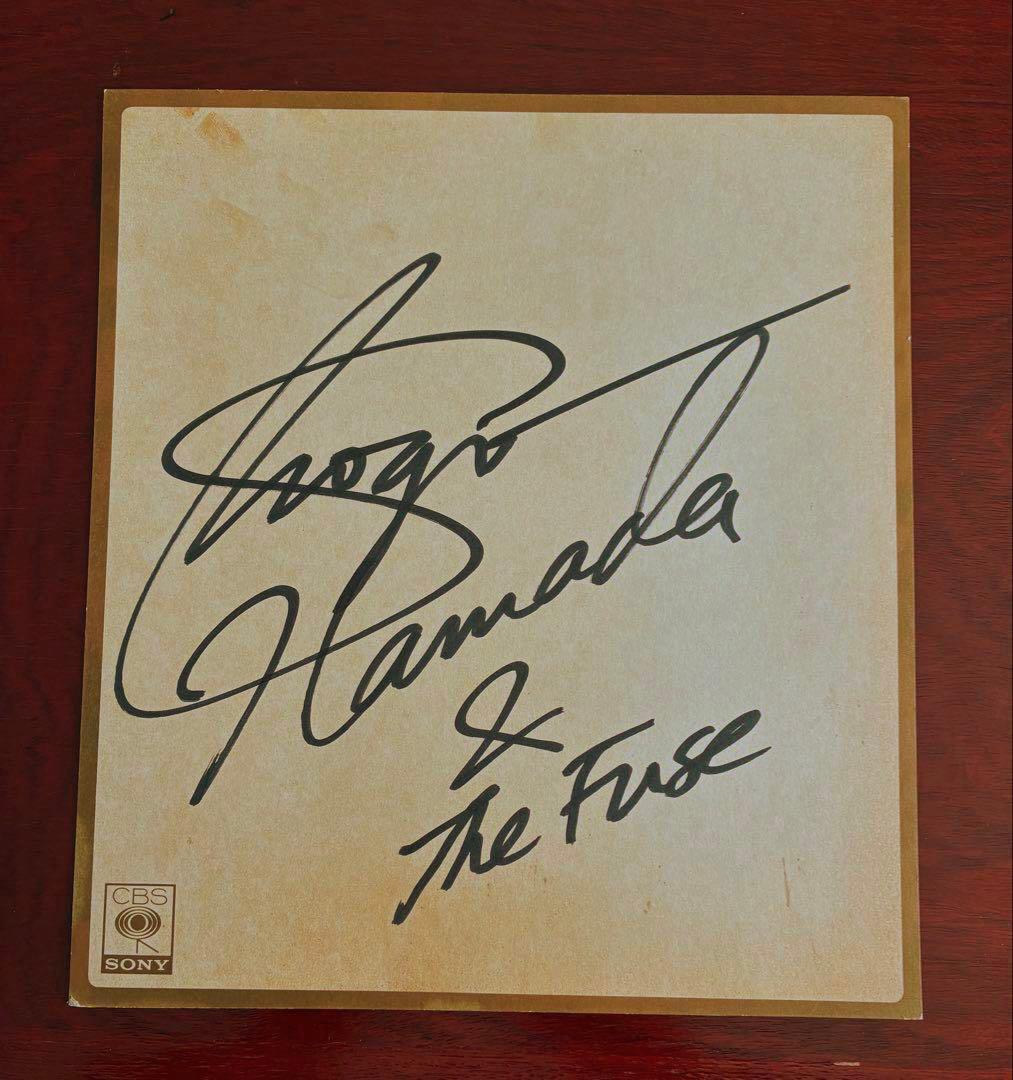 Shogo
Hamada
&
The Fuse
CBS
SONY